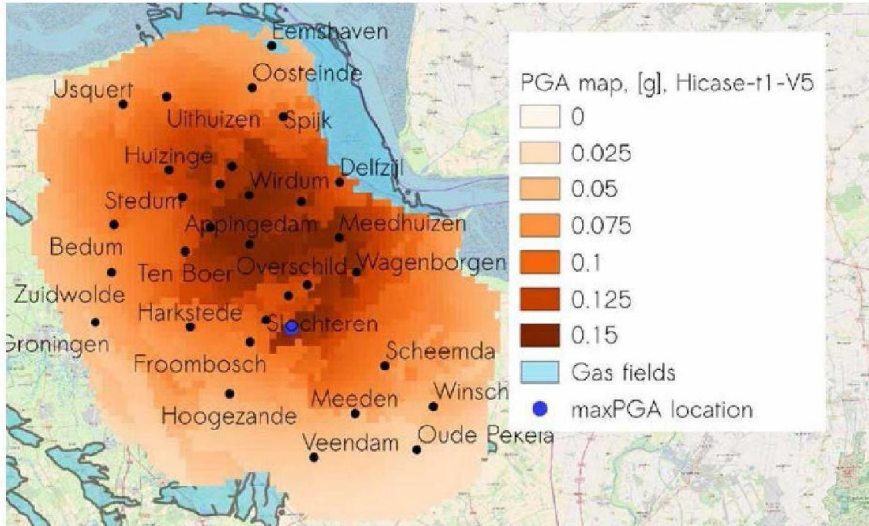 Eemshaven
Oosteinde
Usquert
Uithuizen
Spijk
Huizinge
Wirdum
Delfzijl
Stedum
Appingedam
Meedhuizen
Bedum
Ten Boer
Overschild
Wagenborgen
Zuidwolde
Harkstede
Slochteren
Groningen
Froombosch
Scheemda
Hoogezande
Meeden
Winsch
Veendam
Oude Pekela
PGA map, [g], Hicase-t1-V5
0
0.025
0.05
0.075
0.1
0.125
0.15
Gas fields
maxPGA location